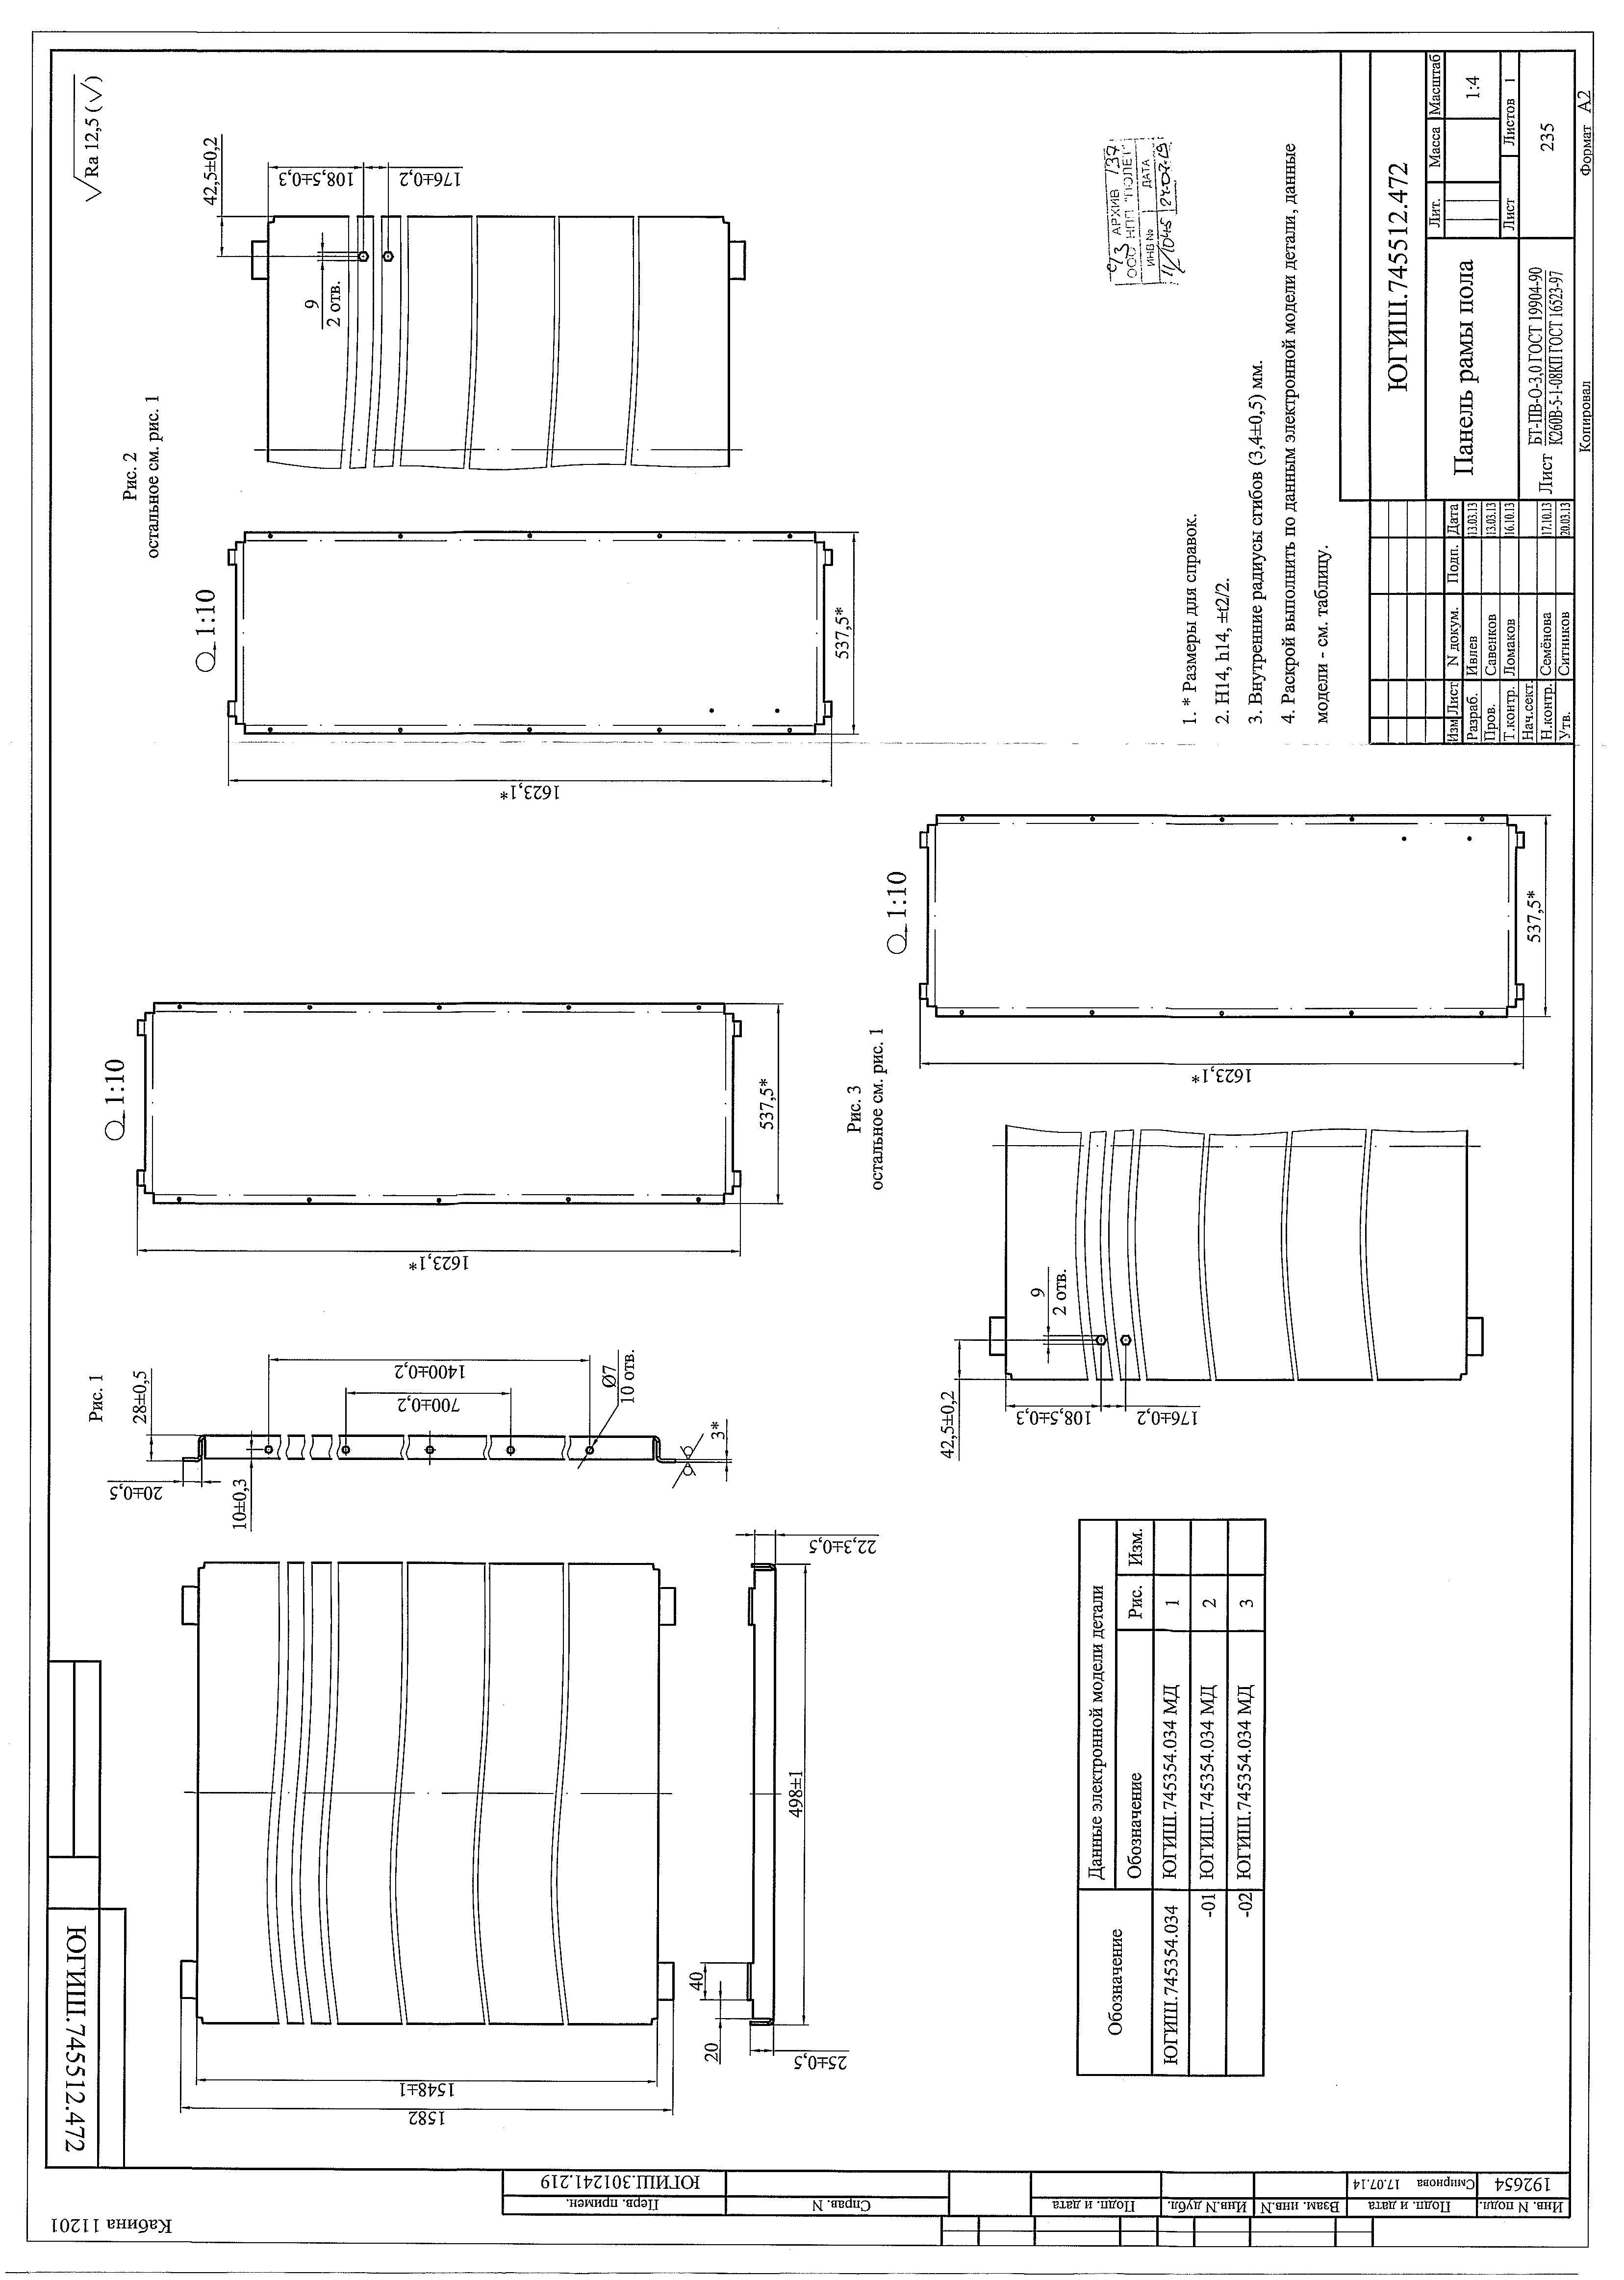 Кабина 11201
ЮГИШ.745512.472
Перв. примен.
ЮГИШ.301241.219
Справ. N
Подп. и дата
Инв.N дубл.
Взам. инв.N
Подп. и дата
Смирнова 17.07.14
Инв. N подл.
192654
Ra 12,5 (√)
Рис. 1
1582
1548±1
20±0,5
28±0,5
10±0,3
700±0,2
1400±0,2
Ø7
10 отв.
3*
20
40
25±0,5
498±1
22,3±0,5
1:10
1623,1*
537,5*
Рис. 2
остальное см. рис. 1
1:10
1623,1*
537,5*
42,5±0,2
108,5±0,3
176±0,2
9
2 отв.
Рис. 3
остальное см. рис. 1
42,5±0,2
108,5±0,3
176±0,2
9
2 отв.
1:10
1623,1*
537,5*
Обозначение
Данные электронной модели детали
Обозначение Рис. Изм.
ЮГИШ.745354.034 ЮГИШ.745354.034 МД 1
-01 ЮГИШ.745354.034 МД 2
-02 ЮГИШ.745354.034 МД 3
АРХИВ 137
ООО НПП "ПОЛЕТ"
ИНВ № ДАТА
1. * Размеры для справок.
2. H14, h14, ±t2/2.
3. Внутренние радиусы сгибов (3,4±0,5) мм.
4. Раскрой выполнить по данным электронной модели детали, данные
модели - см. таблицу.
ЮГИШ.745512.472
Изм Лист N докум. Подп. Дата
Разраб. Ивлев 13.03.13
Пров. Савенков 13.03.13
Т.контр. Ломаков 16.10.13
Нач.сект.
Н.контр. Семёнова 17.10.13
Утв. Ситников 20.03.13
Панель рамы пола
Лит. Масса Масштаб
1:4
Лист Листов 1
Лист БТ-ПВ-О-3,0 ГОСТ 19904-90
К260В-5-1-08КП ГОСТ 16523-97
235
Копировал
Формат А2